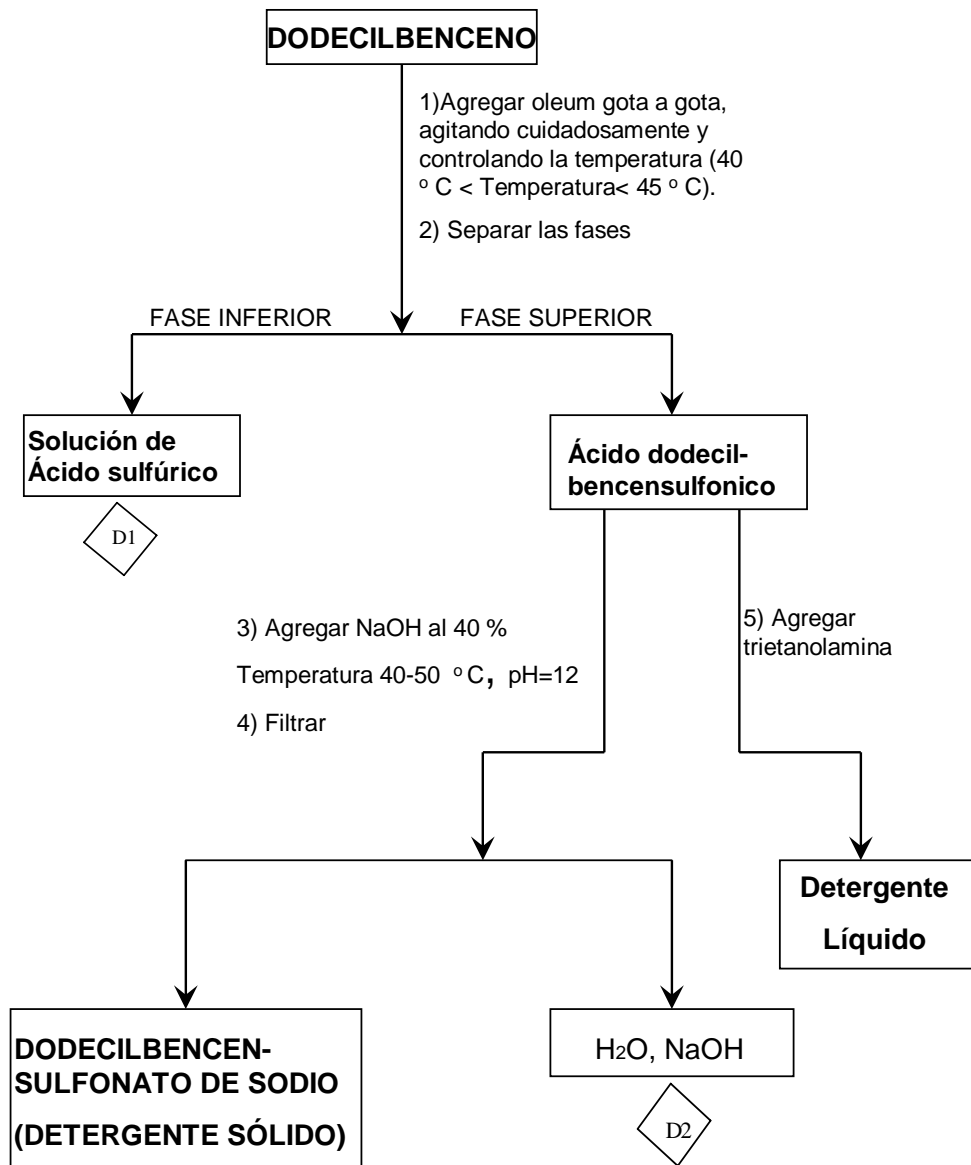 DODECILBENCENO
1)Agregar oleum gota a gota,
agitando cuidadosamente y
controlando la temperatura (40
º C < Temperatura< 45 º C).
2) Separar las fases
FASE INFERIOR
FASE SUPERIOR
Solución de
Ácido sulfúrico
D1
Ácido dodecil-
bencensulfonico
3) Agregar NaOH al 40 %
Temperatura 40-50 º C, pH=12
4) Filtrar
5) Agregar
trietanolamina
Detergente
Líquido
DODECILBENCEN-
SULFONATO DE SODIO
(DETERGENTE SÓLIDO)
H2O, NaOH
D2